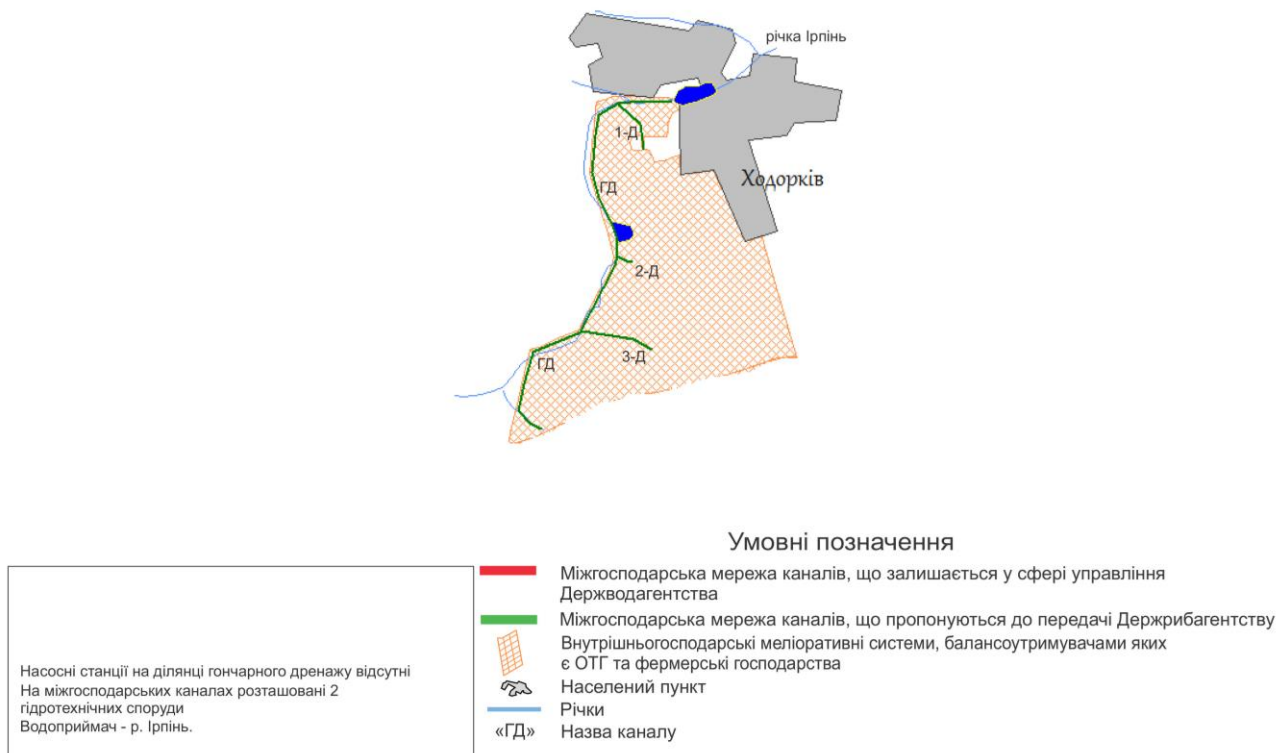 річка Ірпінь
1-Д
Ходорків
ГД
2-Д
3-Д
ГД
Умовні позначення
Міжгосподарська мережа каналів, що залишається у сфері управління
Держводагентства
Міжгосподарська мережа каналів, що пропонуються до передачі Держрибагентству
Внутрішньогосподарські меліоративні системи, балансоутримувачами яких
є ОТГ та фермерські господарства
Населений пункт
Річки
«ГД» Назва каналу
Насосні станції на ділянці гончарного дренажу відсутні
На міжгосподарських каналах розташовані 2
гідротехнічних споруди
Водоприймач - р. Ірпінь.